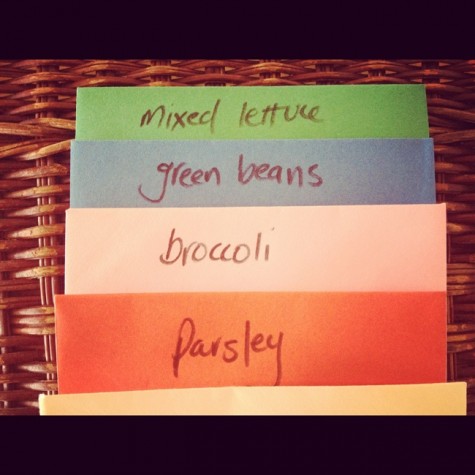 mixed lettuce
green beans
broccoli
Parsley